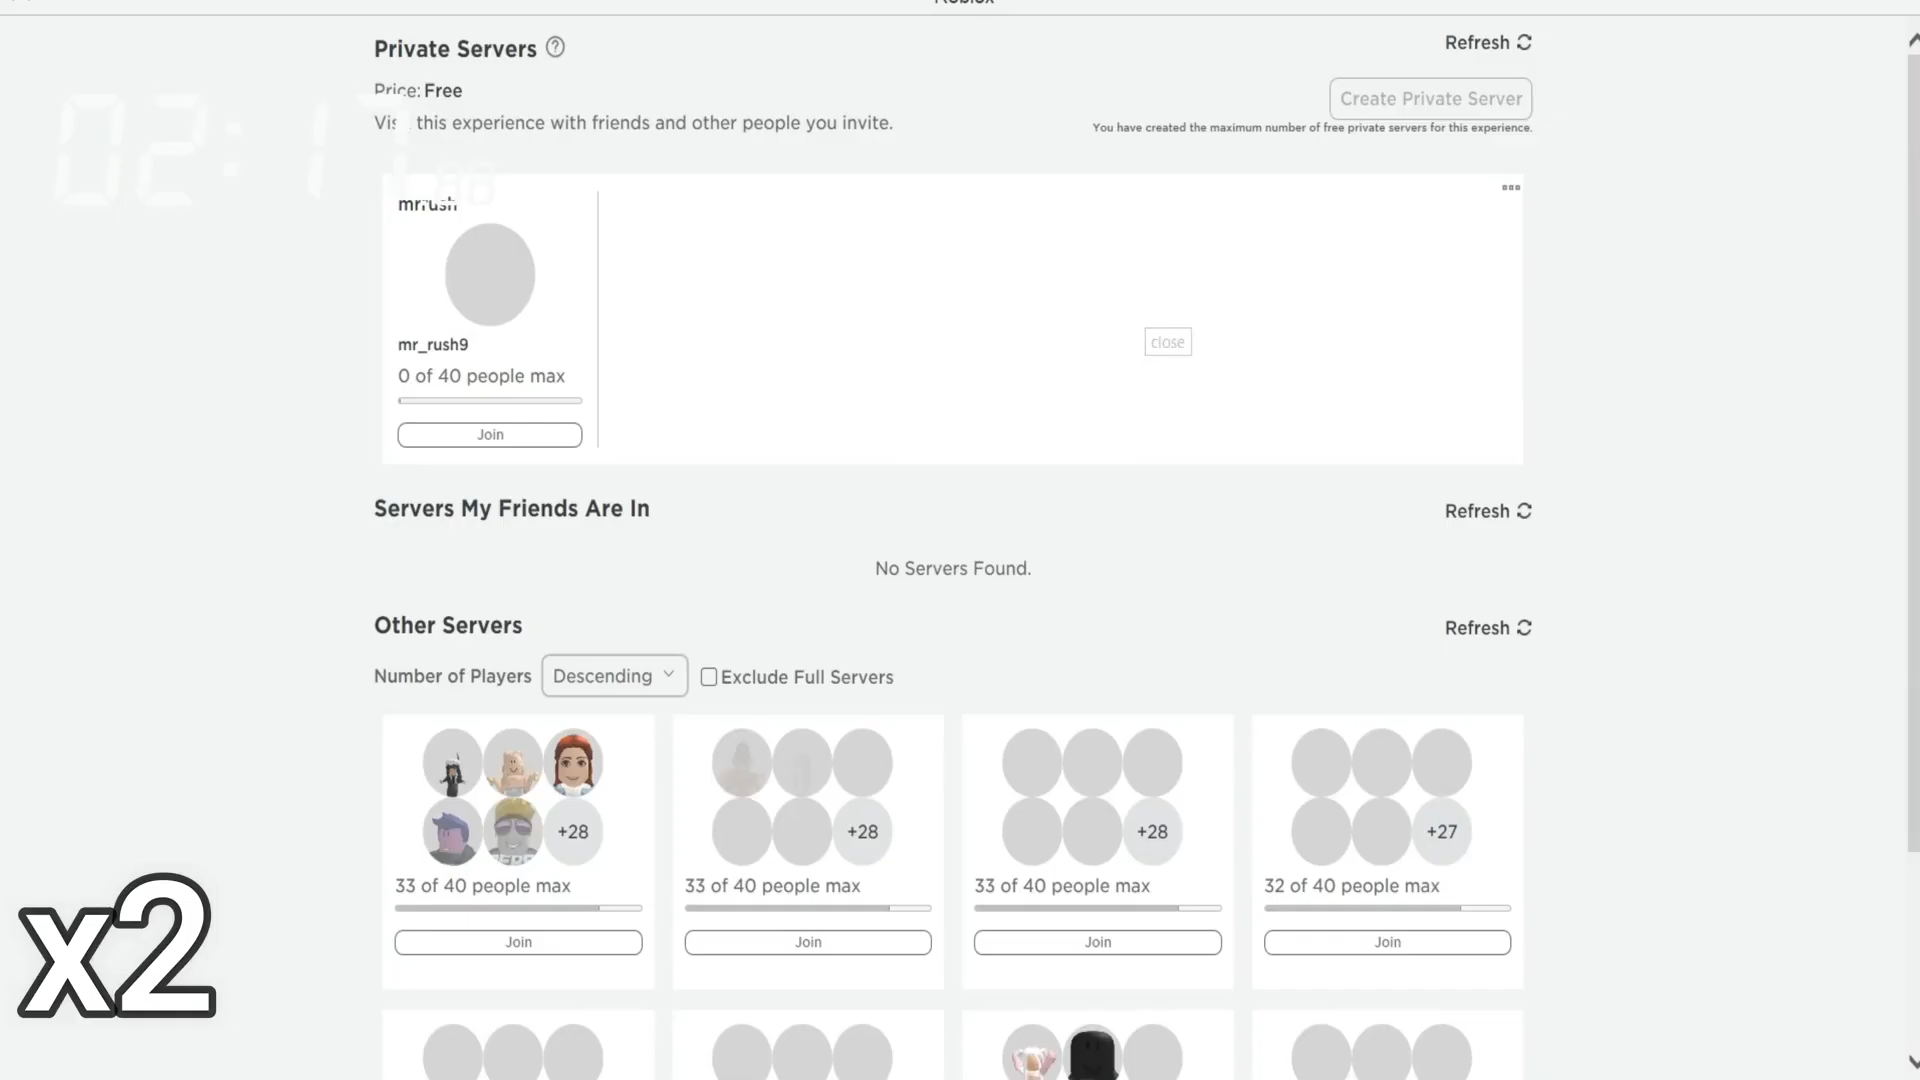 Roblox
Private Servers
Refresh
Price: Free
Create Private Server
this experience with friends and other people you invite.
You have created the maximum number of free private servers for this experience.
02:17
mrrush
close
mr_rush9
0 of 40 people max
Join
Servers My Friends Are In
Refresh
No Servers Found.
Other Servers
Refresh
Number of Players
Descending
Exclude Full Servers
+28
+28
+28
+27
33 of 40 people max
33 of 40 people max
33 of 40 people max
32 of 40 people max
Join
Join
Join
Join
x2